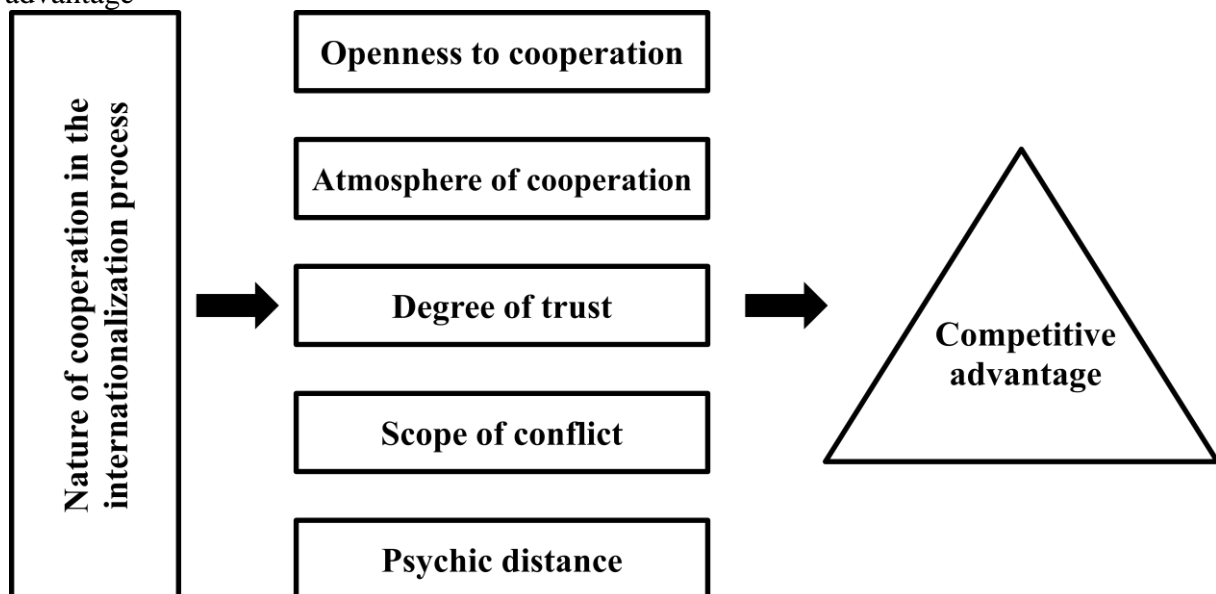 advantage
Nature of cooperation in the
internationalization process
Openness to cooperation
Atmosphere of cooperation
Degree of trust
Scope of conflict
Psychic distance
Competitive
advantage